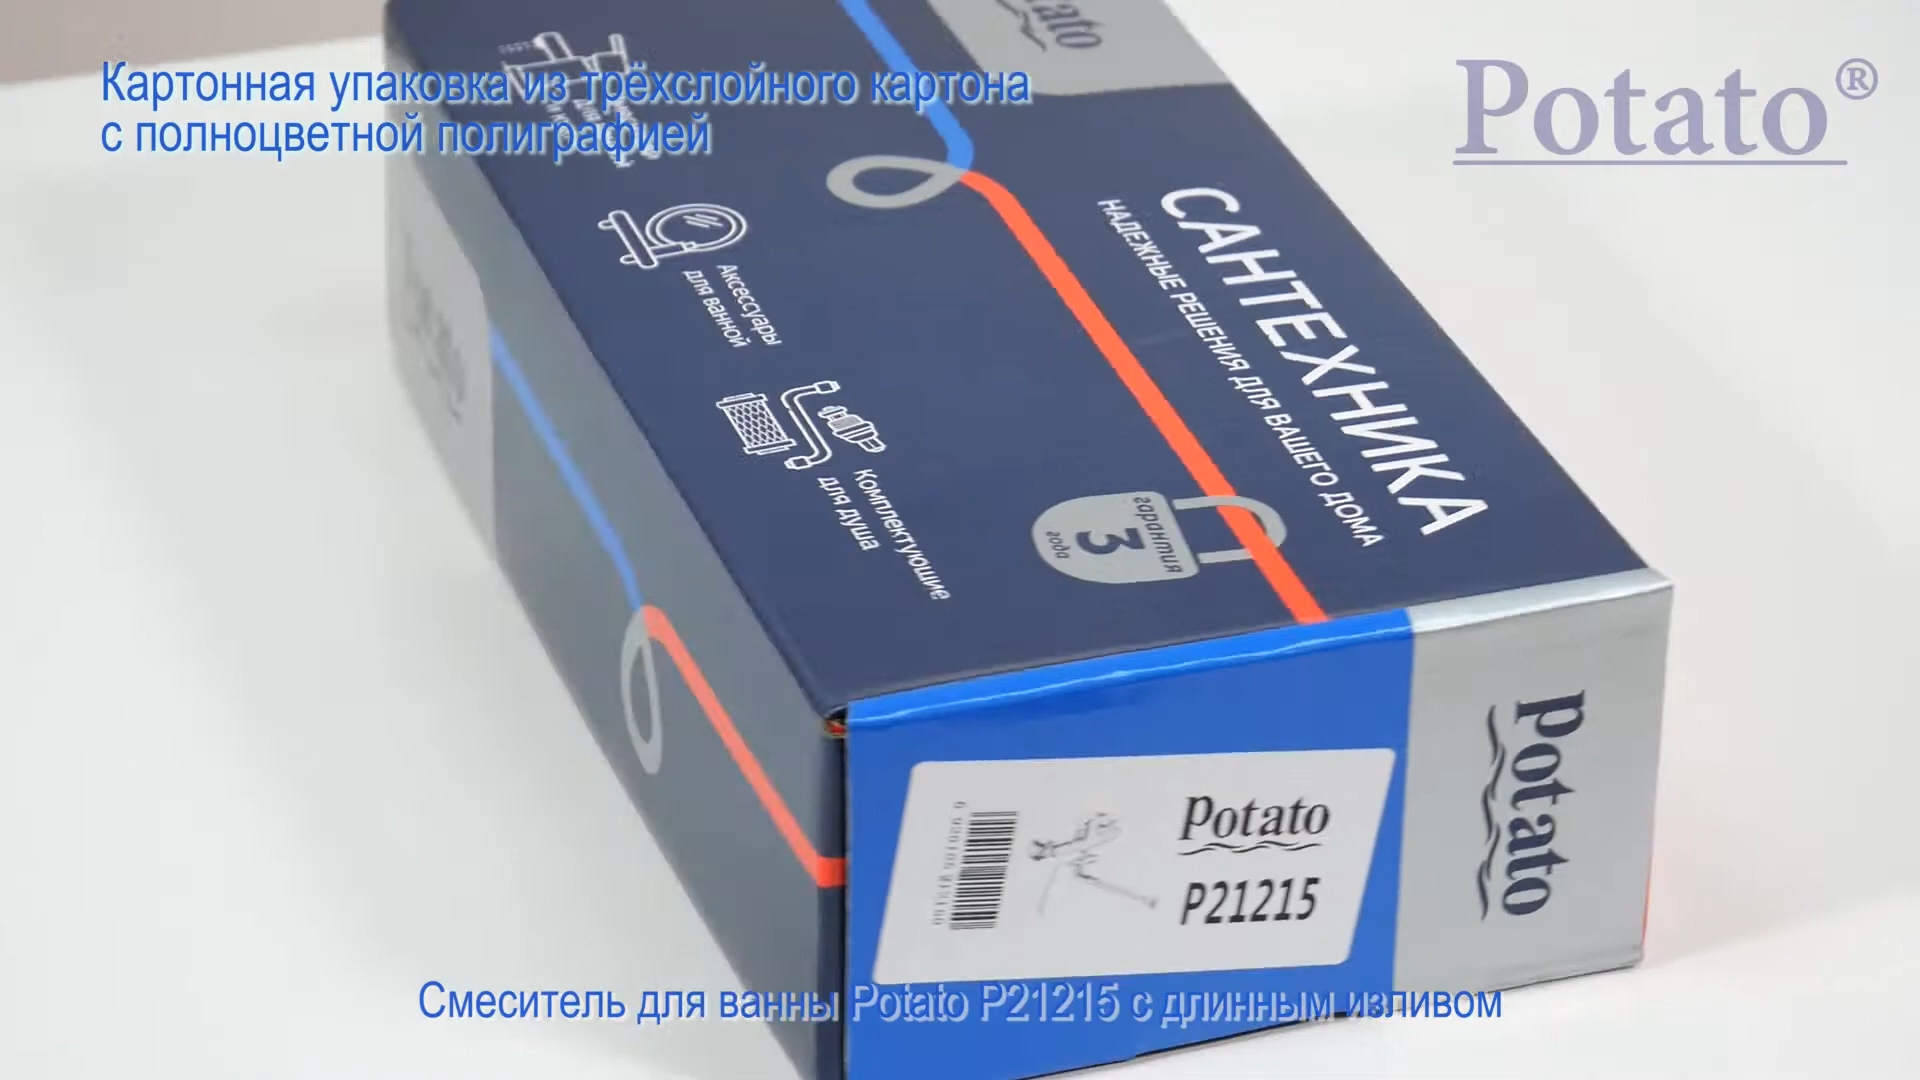 Картонная упаковка из трёхслойного картона
с полноцветной полиграфией
Potato®
САНТЕХНИКА
НАДЕЖНЫЕ РЕШЕНИЯ ДЛЯ ВАШЕГО ДОМА
Аксессуары
для ванной
Комплектующие
для душа
гарантия
3
года
Potato
Potato
P21215
Смеситель для ванны Potato P21215 с длинным изливом